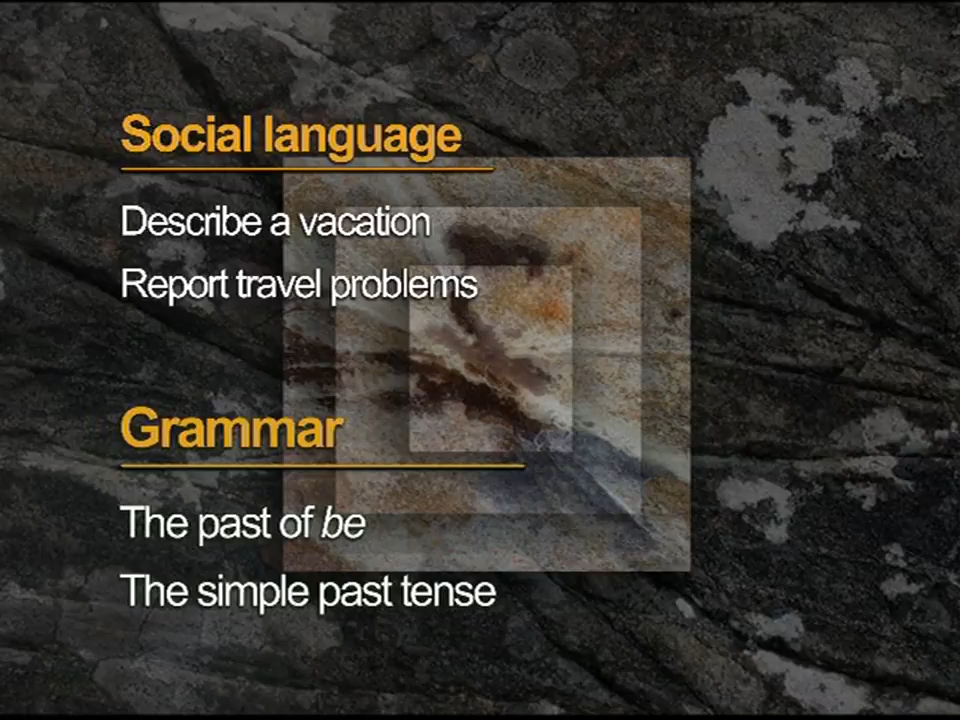 Social language
Describe a vacation
Report travel problems
Grammar
The past of be
The simple past tense